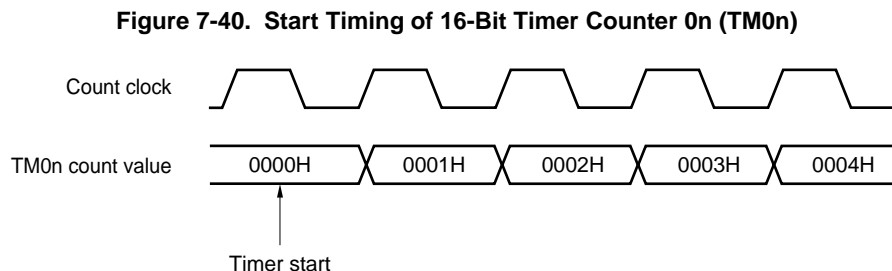 Figure 7-40.  Start Timing of 16-Bit Timer Counter 0n (TM0n)
Count clock
TM0n count value 0000H 0001H 0002H 0003H 0004H
Timer start